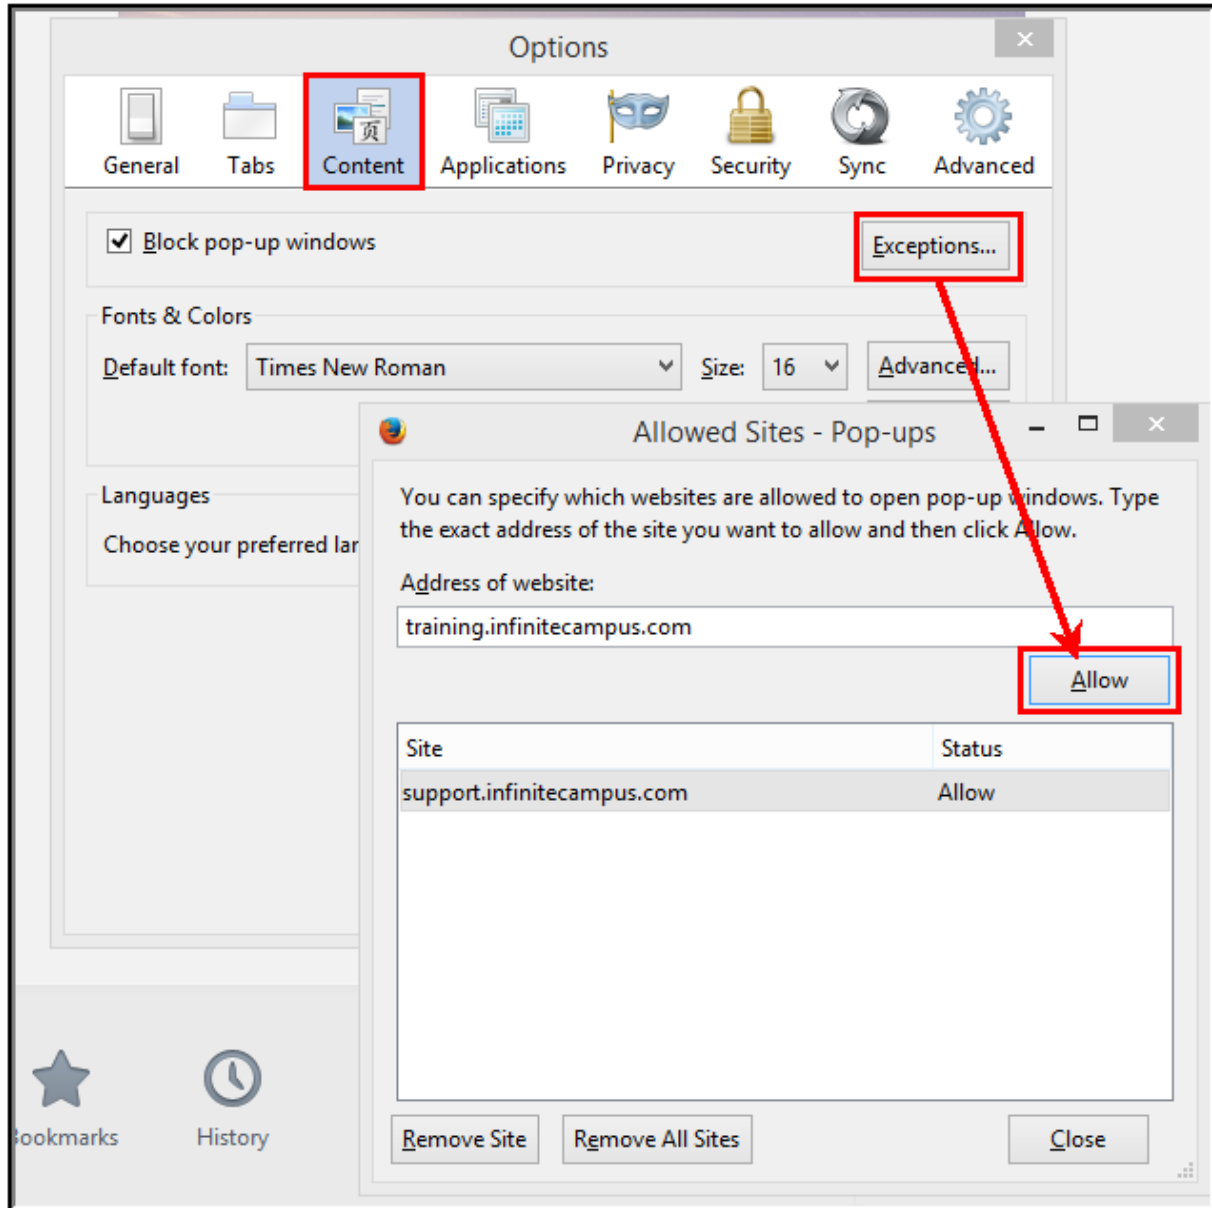 Options
General Tabs Content Applications Privacy Security Sync Advanced
页
Block pop-up windows
Exceptions...
Fonts & Colors
Default font: Times New Roman Size: 16 Advanced...
Allowed Sites - Pop-ups
Languages
Choose your preferred lan
You can specify which websites are allowed to open pop-up windows. Type
the exact address of the site you want to allow and then click Allow.
Address of website:
training.infinitecampus.com
Allow
Site Status
support.infinitecampus.com Allow
Remove Site Remove All Sites Close
ookmarks History